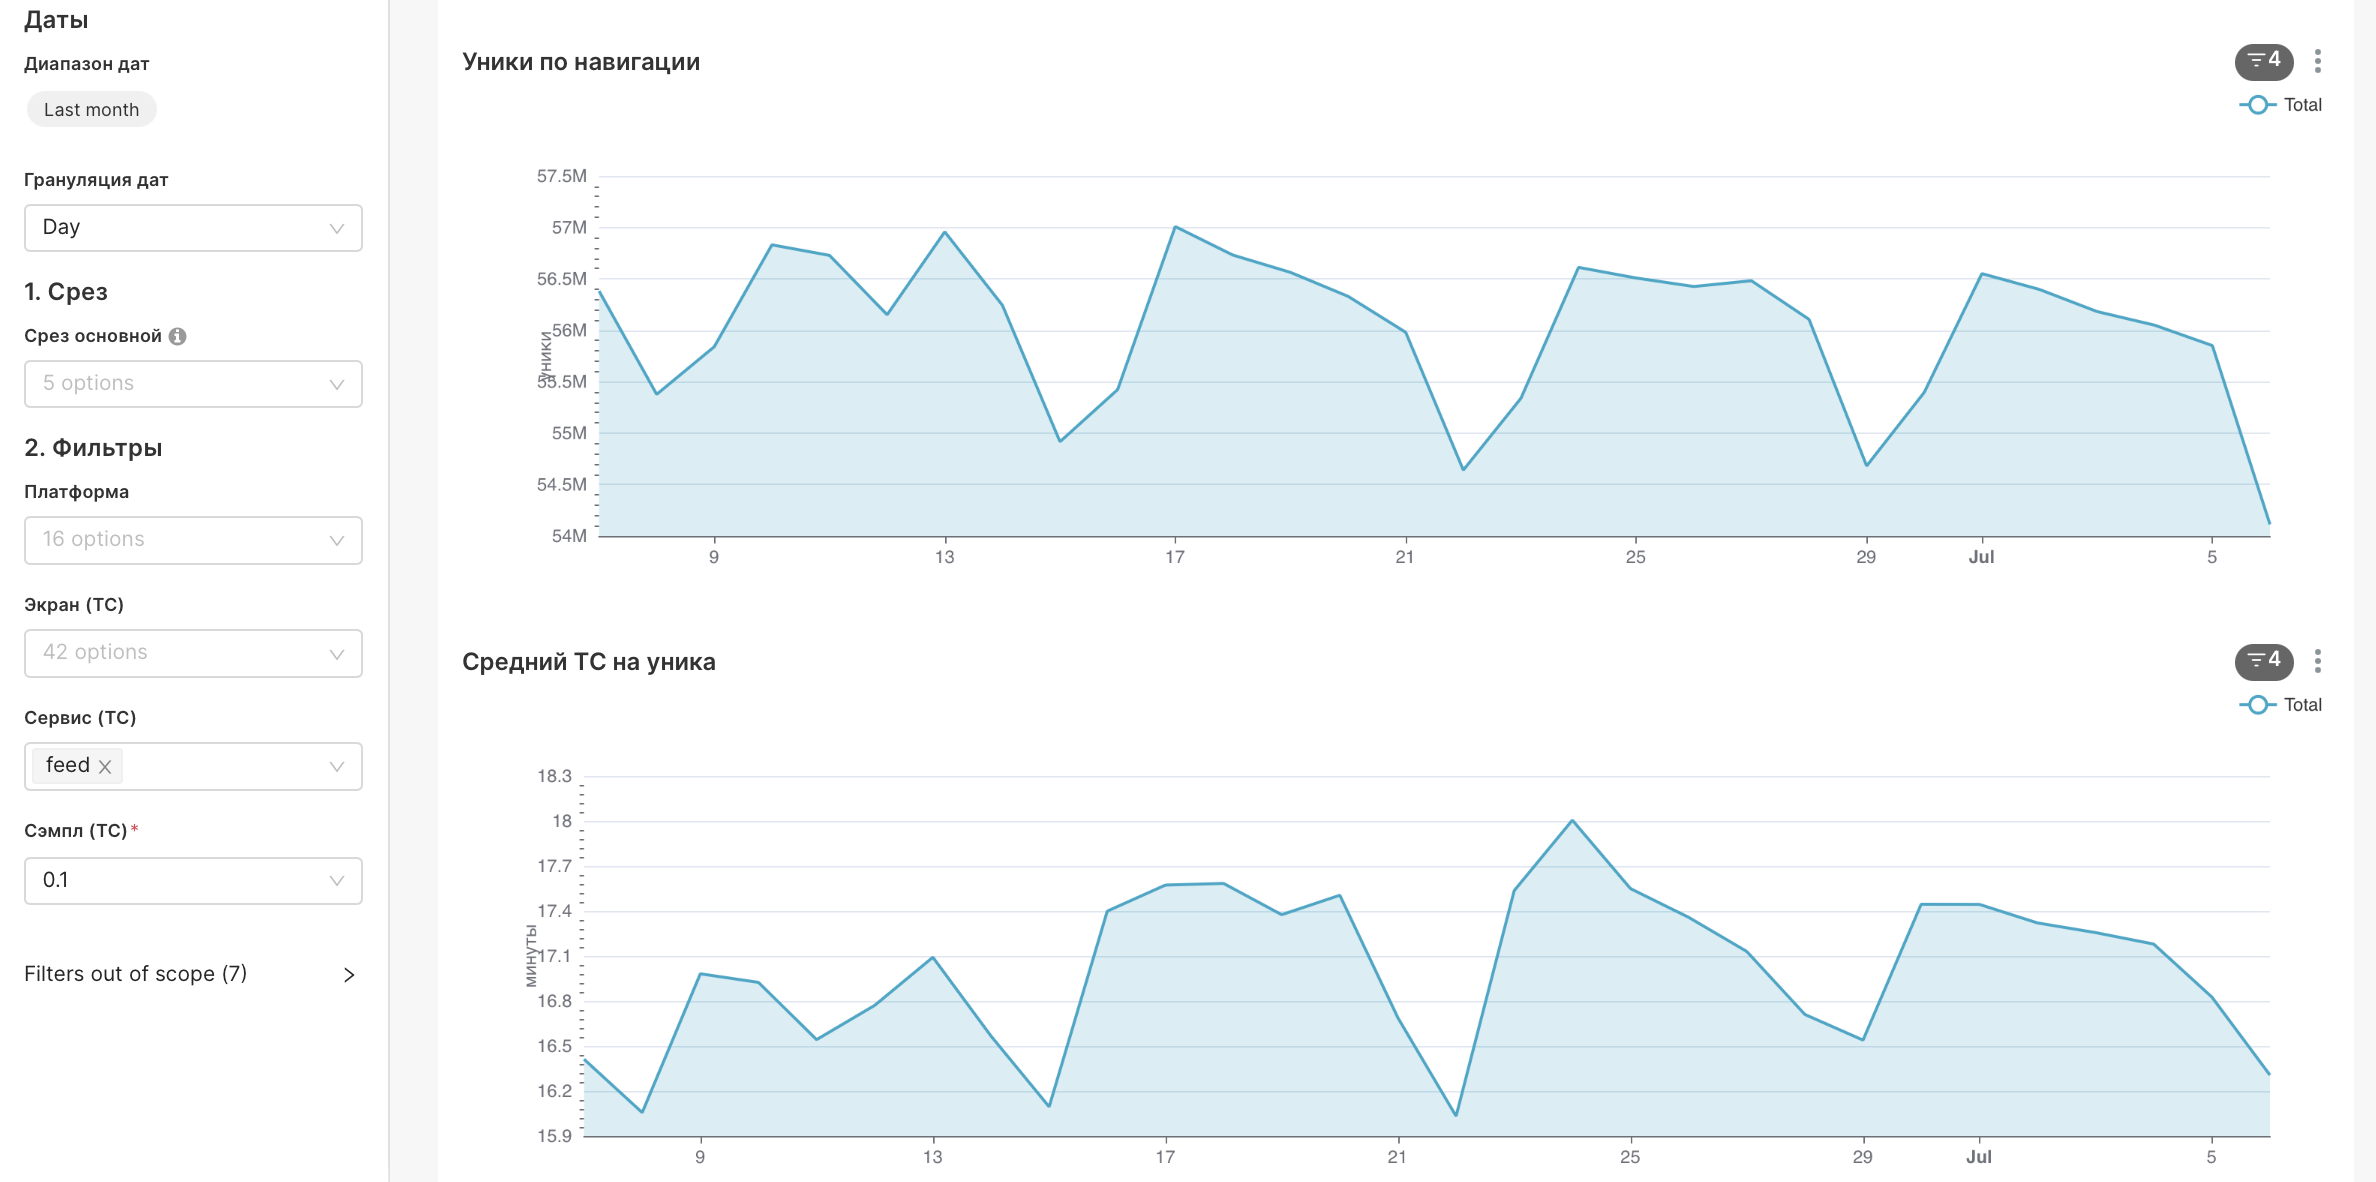 Даты
Диапазон дат
Last month
Грануляция дат
Day
1. Срез
Срез основной
5 options
2. Фильтры
Платформа
16 options
Экран (ТС)
42 options
Сервис (ТС)
feed
Сэмпл (ТС)*
0.1
Filters out of scope (7)
Уники по навигации
4
Total
57.5M
57M
56.5M
56M
55.5M
55M
54.5M
54M
уники
9 13 17 21 25 29 Jul 5
Средний ТС на уника
4
Total
18.3
18
17.7
17.4
17.1
16.8
16.5
16.2
15.9
минуты
9 13 17 21 25 29 Jul 5